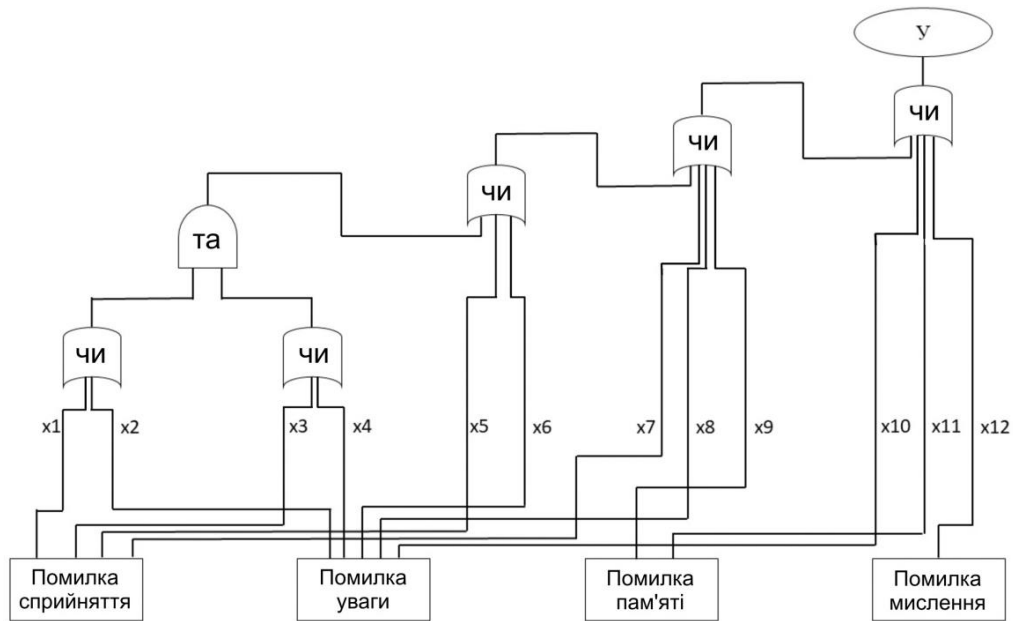 У
чи
чи
чи
та
чи
чи
x1
x2
x3
x4
x5
x6
x7
x8
x9
x10
x11
x12
Помилка
сприйняття
Помилка
уваги
Помилка
пам'яті
Помилка
мислення